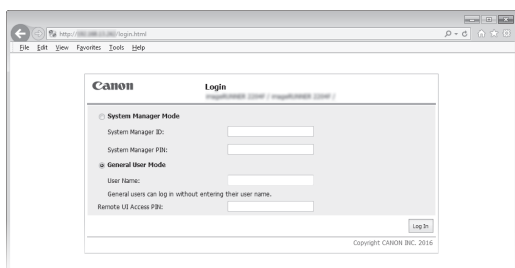 http:// /login.html
File Edit View Favorites Tools Help
Canon
Login
System Manager Mode
System Manager ID:
System Manager PIN:
General User Mode
User Name:
General users can log in without entering their user name.
Remote UI Access PIN:
Log In
Copyright CANON INC. 2016